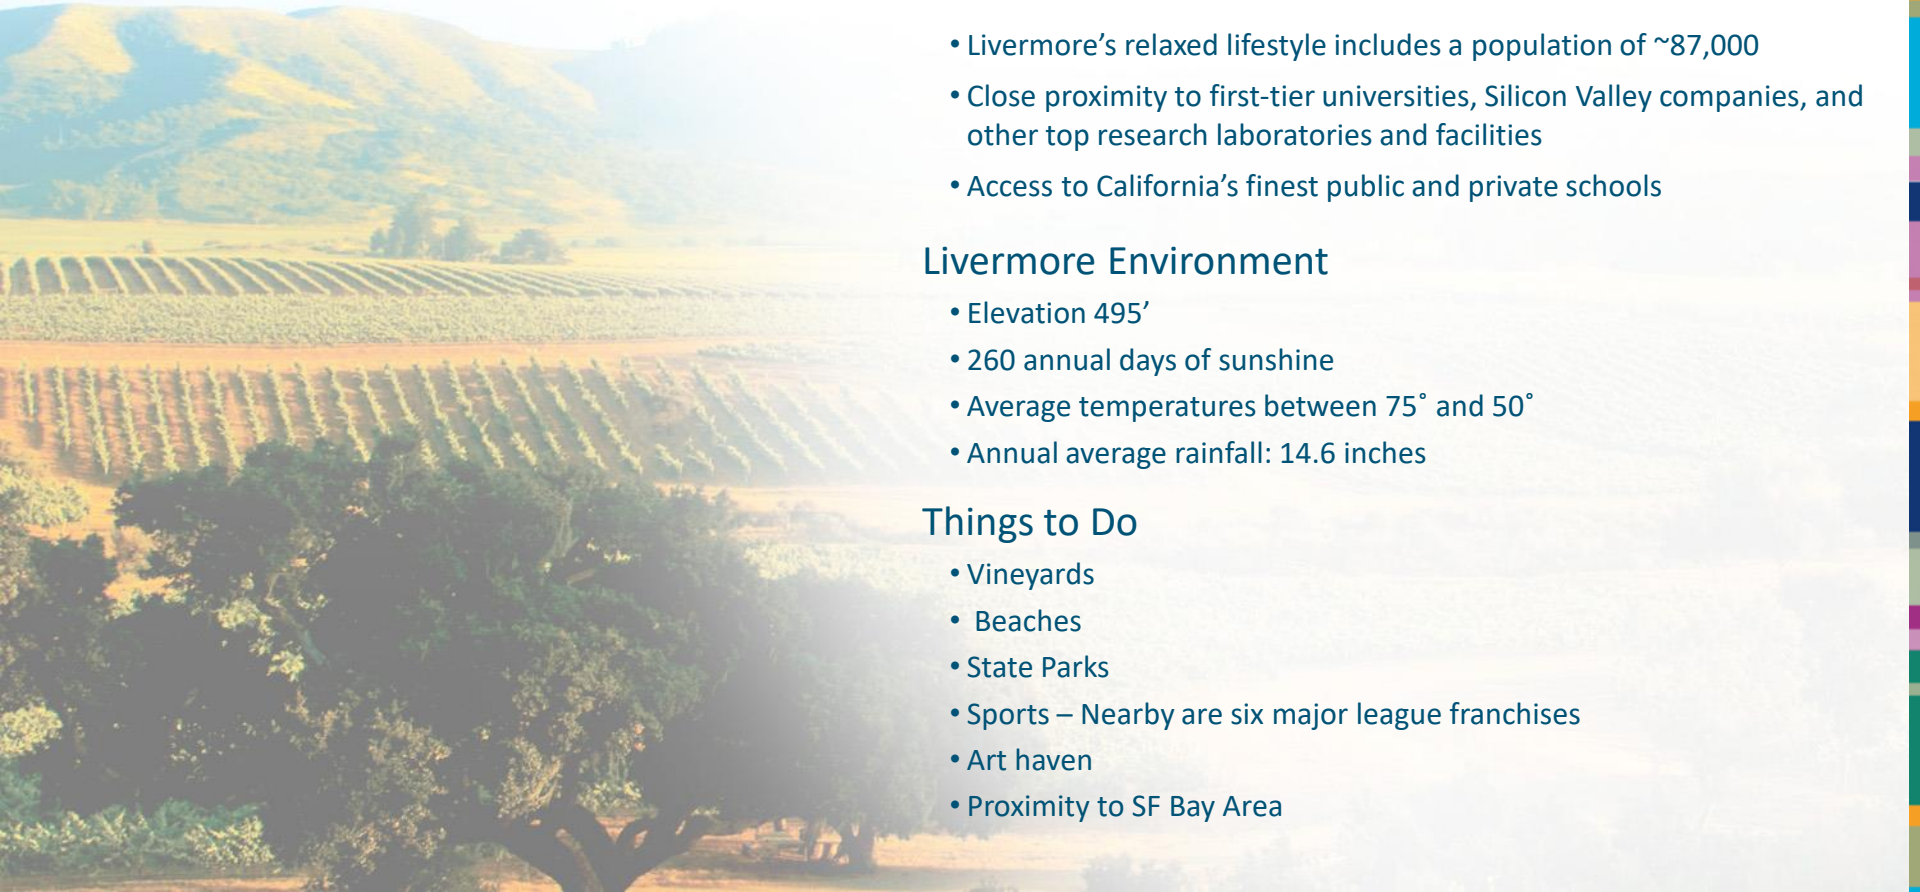 • Livermore’s relaxed lifestyle includes a population of ~87,000
• Close proximity to first-tier universities, Silicon Valley companies, and
other top research laboratories and facilities
• Access to California’s finest public and private schools
Livermore Environment
• Elevation 495’
• 260 annual days of sunshine
• Average temperatures between 75˚ and 50˚
• Annual average rainfall: 14.6 inches
Things to Do
• Vineyards
• Beaches
• State Parks
• Sports – Nearby are six major league franchises
• Art haven
• Proximity to SF Bay Area